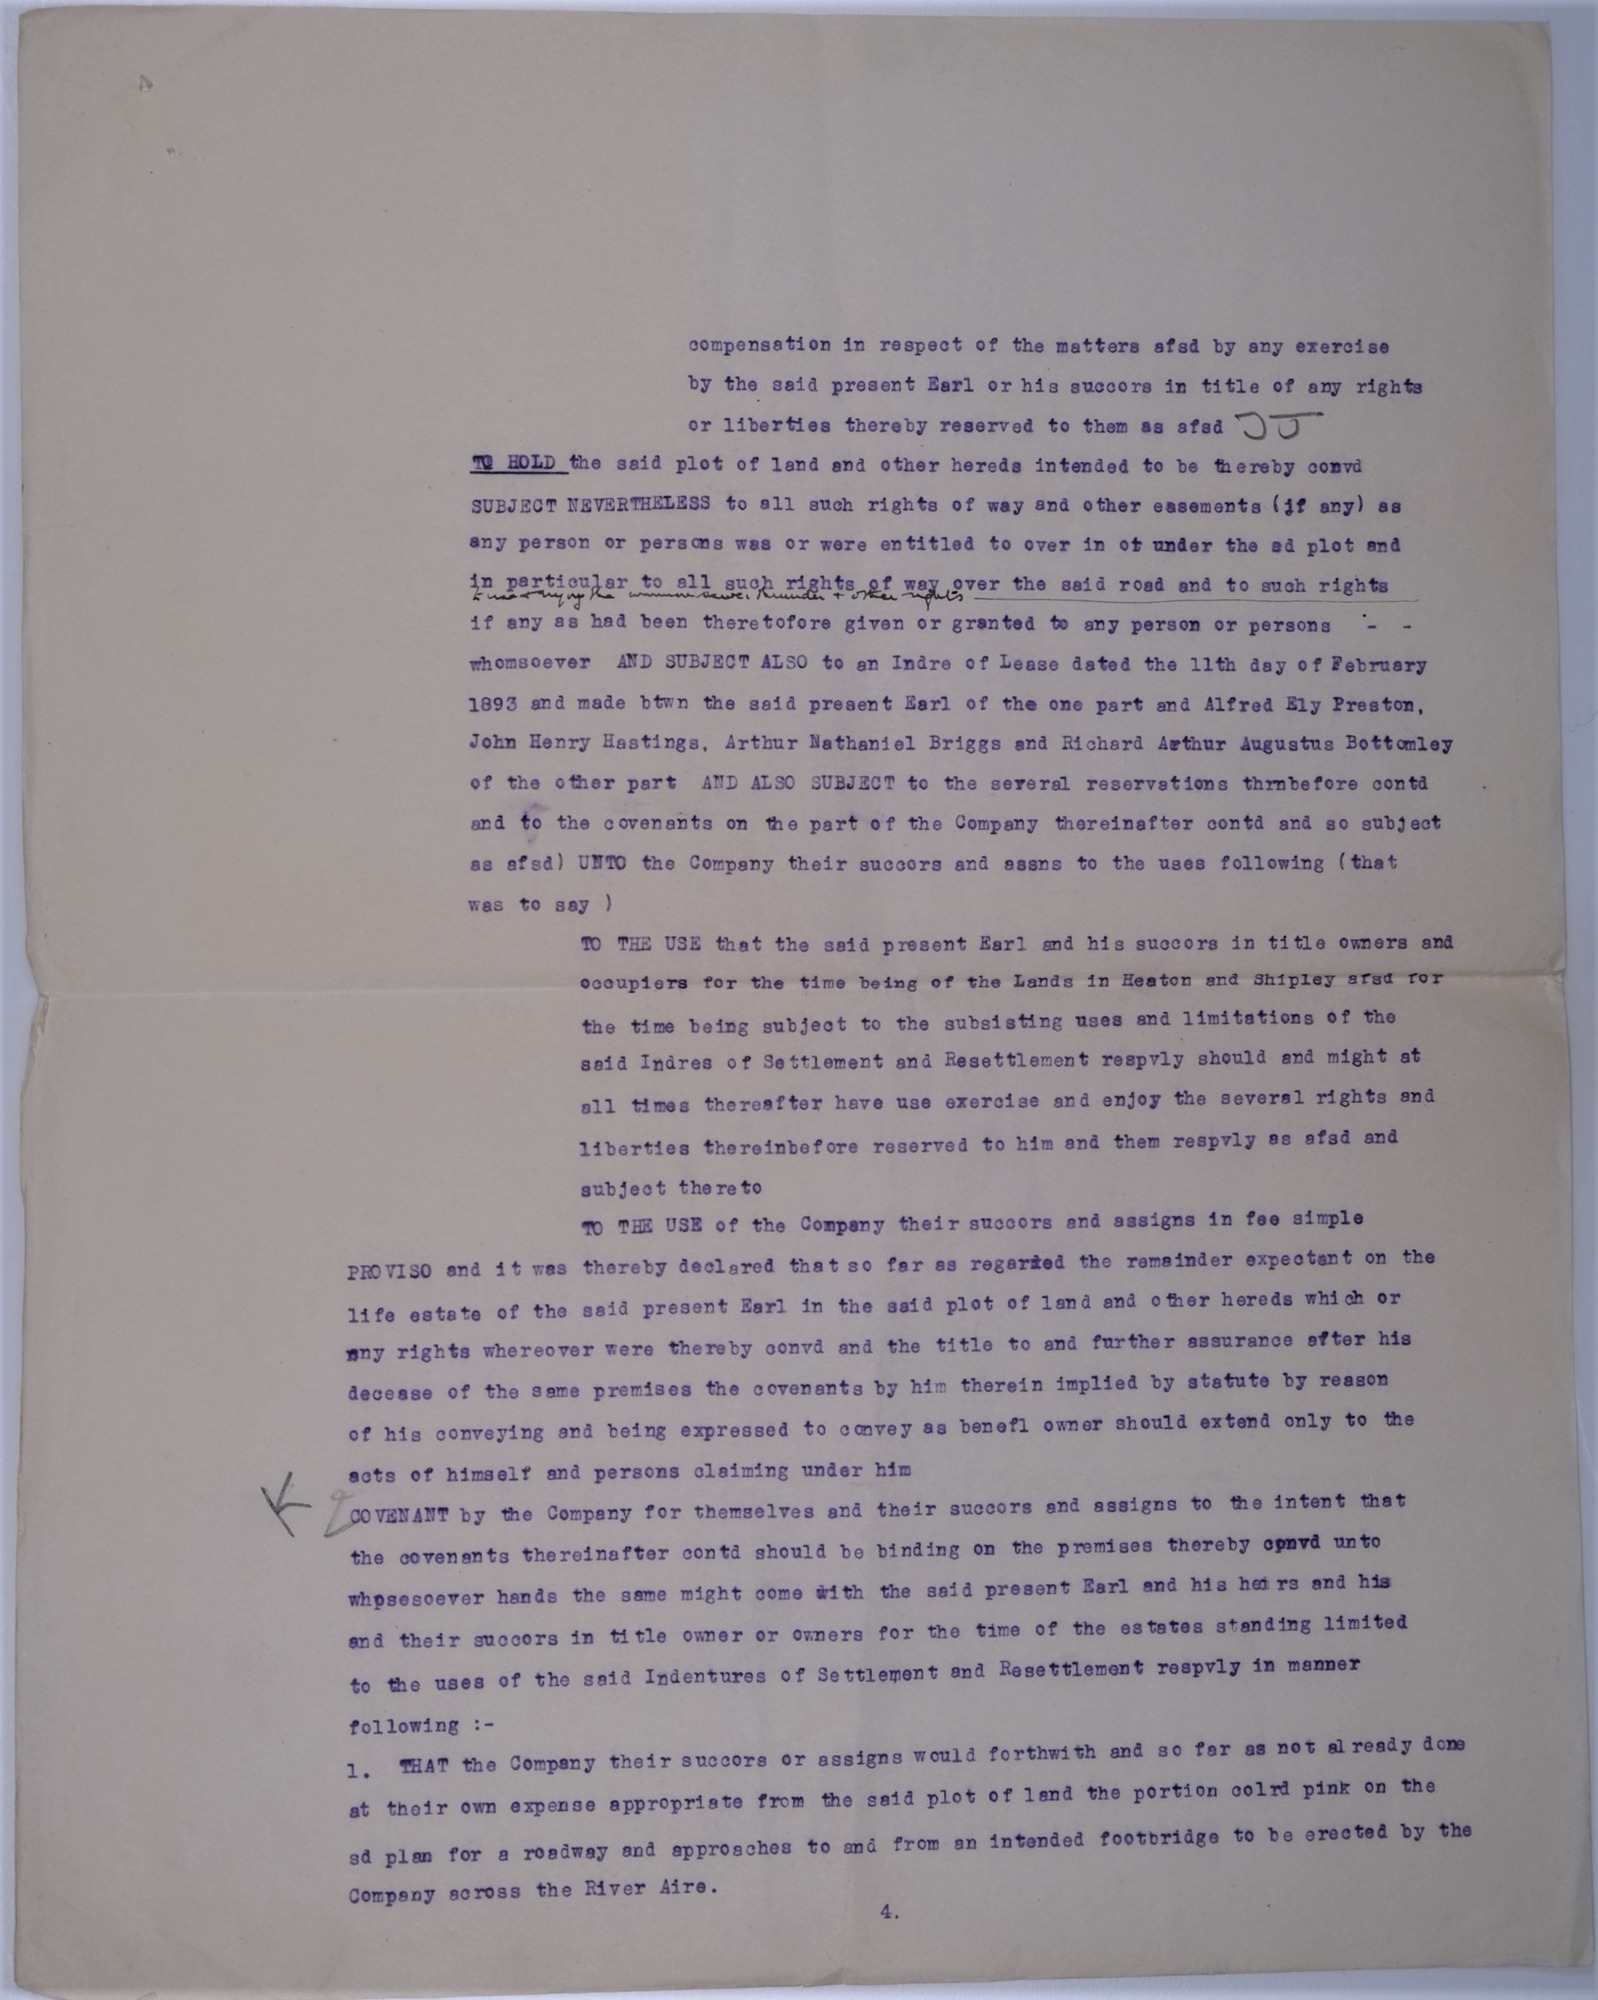 compensation in respect of the matters afsd by any exercise
by the said present Earl or his succors in title of any rights
or liberties thereby reserved to them as afsd
TO HOLD the said plot of land and other hereds intended to be thereby convd
SUBJECT NEVERTHELESS to all such rights of way and other easements (if any) as
any person or persons was or were entitled to over in or under the sd plot and
in particular to all such rights of way over the said road and to such rights
to use + enjoy the common sewer thereunder + other rights
if any as had been theretofore given or granted to any person or persons - -
whomsoever AND SUBJECT ALSO to an Indre of Lease dated the 11th day of February
1893 and made btwn the said present Earl of the one part and Alfred Ely Preston,
John Henry Hastings, Arthur Nathaniel Briggs and Richard Arthur Augustus Bottomley
of the other part AND ALSO SUBJECT to the several reservations thrnbefore contd
and to the covenants on the part of the Company thereinafter contd and so subject
as afsd) UNTO the Company their succors and assns to the uses following (that
was to say )
TO THE USE that the said present Earl and his succors in title owners and
occupiers for the time being of the Lands in Heaton and Shipley afsd for
the time being subject to the subsisting uses and limitations of the
said Indres of Settlement and Resettlement respvly should and might at
all times thereafter have use exercise and enjoy the several rights and
liberties thereinbefore reserved to him and them respvly as afsd and
subject thereto
TO THE USE of the Company their succors and assigns in fee simple
PROVISO and it was thereby declared that so far as regarded the remainder expectant on the
life estate of the said present Earl in the said plot of land and other hereds which or
any rights whereover were thereby convd and the title to and further assurance after his
decease of the same premises the covenants by him therein implied by statute by reason
of his conveying and being expressed to convey as benefl owner should extend only to the
acts of himself and persons claiming under him
COVENANT by the Company for themselves and their succors and assigns to the intent that
the covenants thereinafter contd should be binding on the premises thereby convd unto
whpsesoever hands the same might come with the said present Earl and his heirs and his
and their succors in title owner or owners for the time of the estates standing limited
to the uses of the said Indentures of Settlement and Resettlement respvly in manner
following :-
1. THAT the Company their succors or assigns would forthwith and so far as not already done
at their own expense appropriate from the said plot of land the portion colrd pink on the
sd plan for a roadway and approaches to and from an intended footbridge to be erected by the
Company across the River Aire.
4.